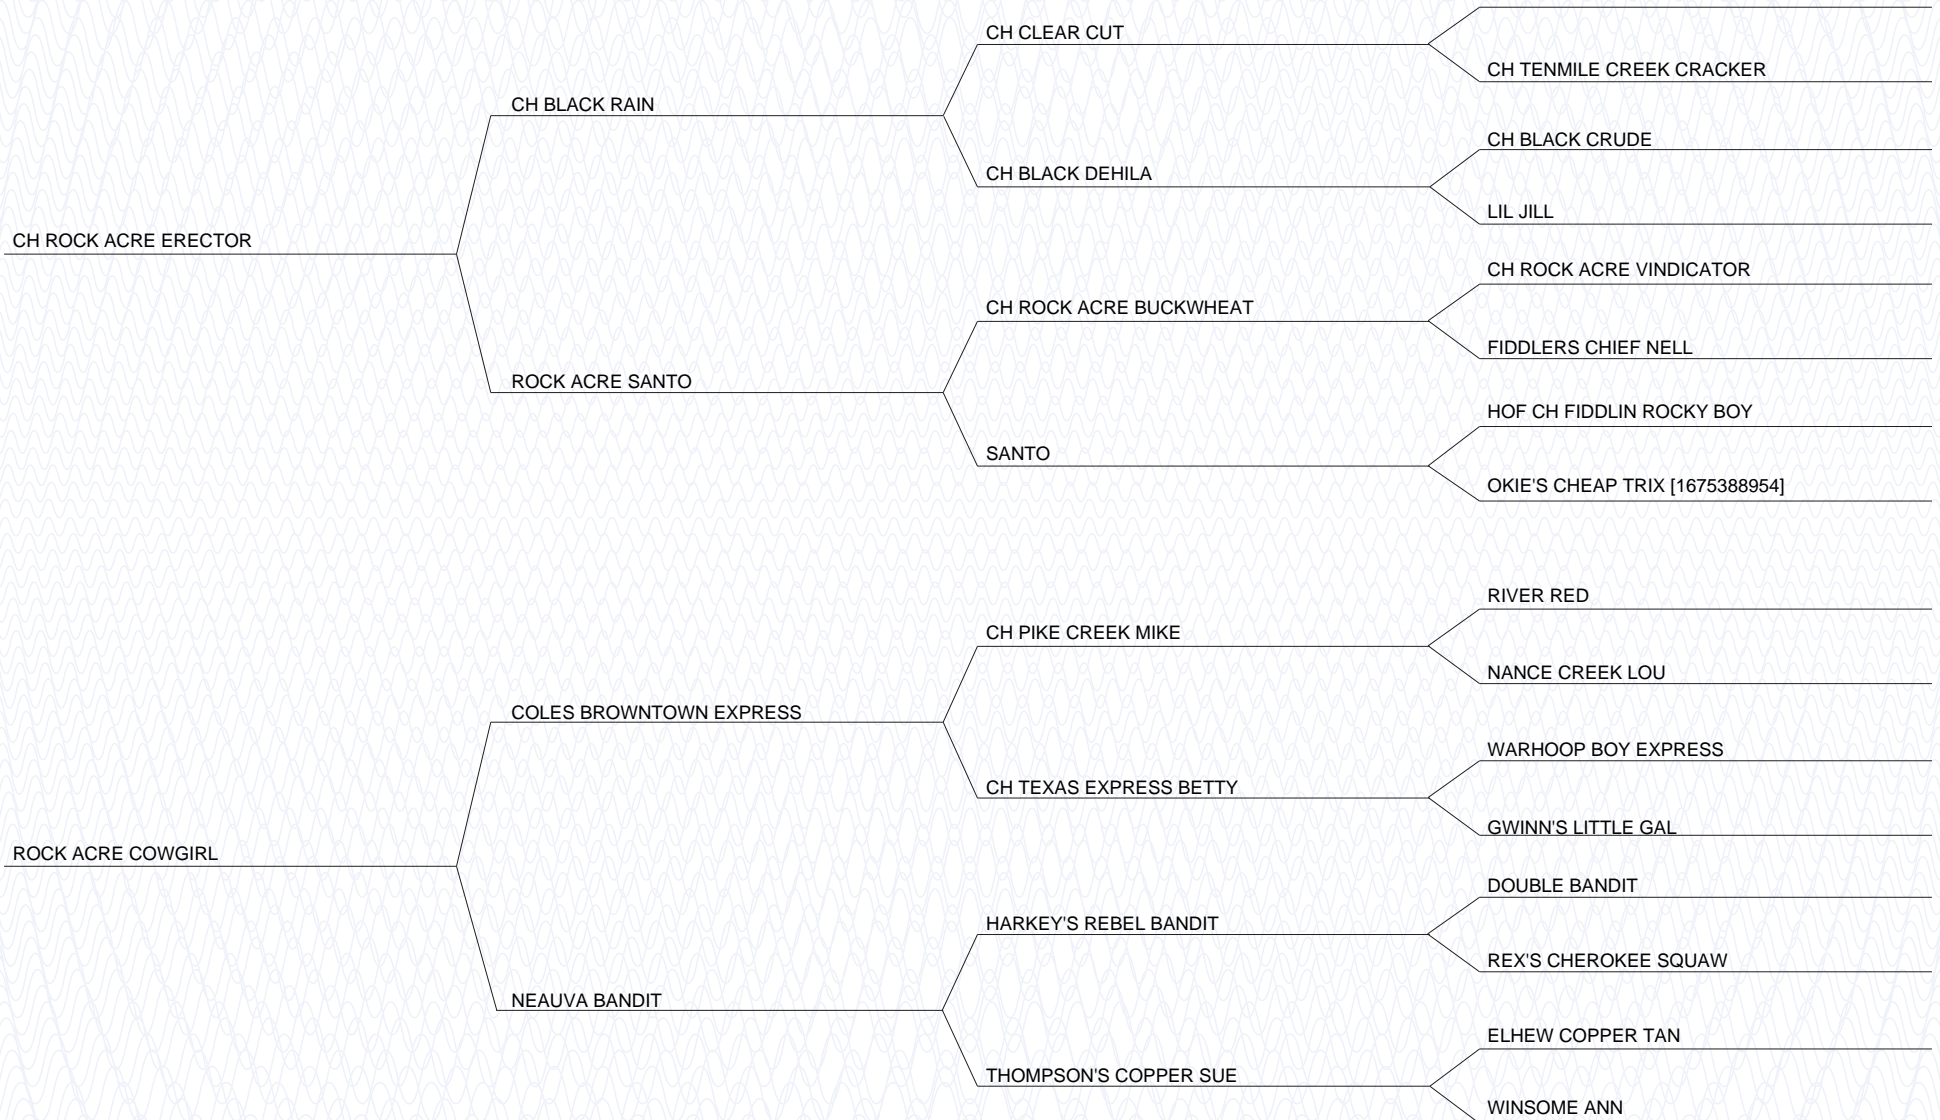 CH CLEAR CUT
CH TENMILE CREEK CRACKER
CH BLACK RAIN
CH BLACK CRUDE
CH BLACK DEHILA
LIL JILL
CH ROCK ACRE ERECTOR
CH ROCK ACRE VINDICATOR
CH ROCK ACRE BUCKWHEAT
FIDDLERS CHIEF NELL
ROCK ACRE SANTO
HOF CH FIDDLIN ROCKY BOY
SANTO
OKIE'S CHEAP TRIX [1675388954]
RIVER RED
CH PIKE CREEK MIKE
NANCE CREEK LOU
COLES BROWNTOWN EXPRESS
WARHOOP BOY EXPRESS
CH TEXAS EXPRESS BETTY
GWINN'S LITTLE GAL
ROCK ACRE COWGIRL
DOUBLE BANDIT
HARKEY'S REBEL BANDIT
REX'S CHEROKEE SQUAW
NEAUVA BANDIT
ELHEW COPPER TAN
THOMPSON'S COPPER SUE
WINSOME ANN